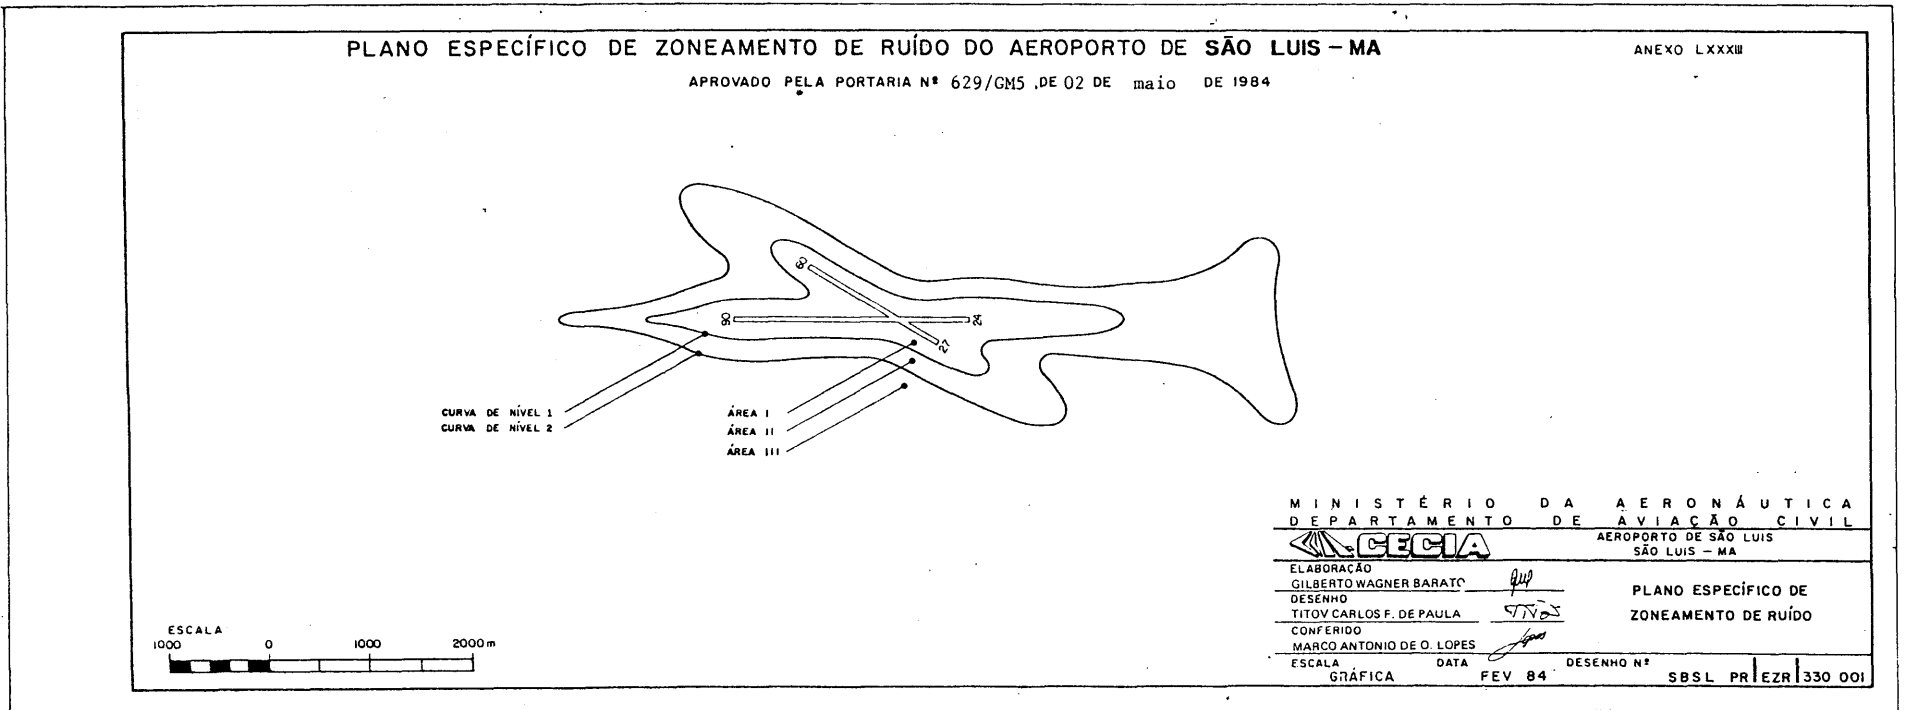 PLANO ESPECÍFICO DE ZONEAMENTO DE RUÍDO DO AEROPORTO DE SÃO LUIS – MA
ANEXO LXXXIII
APROVADO PELA PORTARIA Nº 629/GM5 ,DE 02 DE maio DE 1984
09
06
24
27
CURVA DE NÍVEL 1
CURVA DE NÍVEL 2
ÁREA I
ÁREA II
ÁREA III
ESCALA
1000 0 1000 2000 m
MINISTÉRIO DA AERONÁUTICA
DEPARTAMENTO DE AVIAÇÃO CIVIL
CECIA
AEROPORTO DE SÃO LUIS
SÃO LUIS – MA
ELABORAÇÃO
GILBERTO WAGNER BARATO
DESENHO
TITOV CARLOS F. DE PAULA
CONFERIDO
MARCO ANTONIO DE O. LOPES
PLANO ESPECÍFICO DE
ZONEAMENTO DE RUÍDO
ESCALA
GRÁFICA
DATA
FEV 84
DESENHO Nº
SBSL PR EZR 330 001